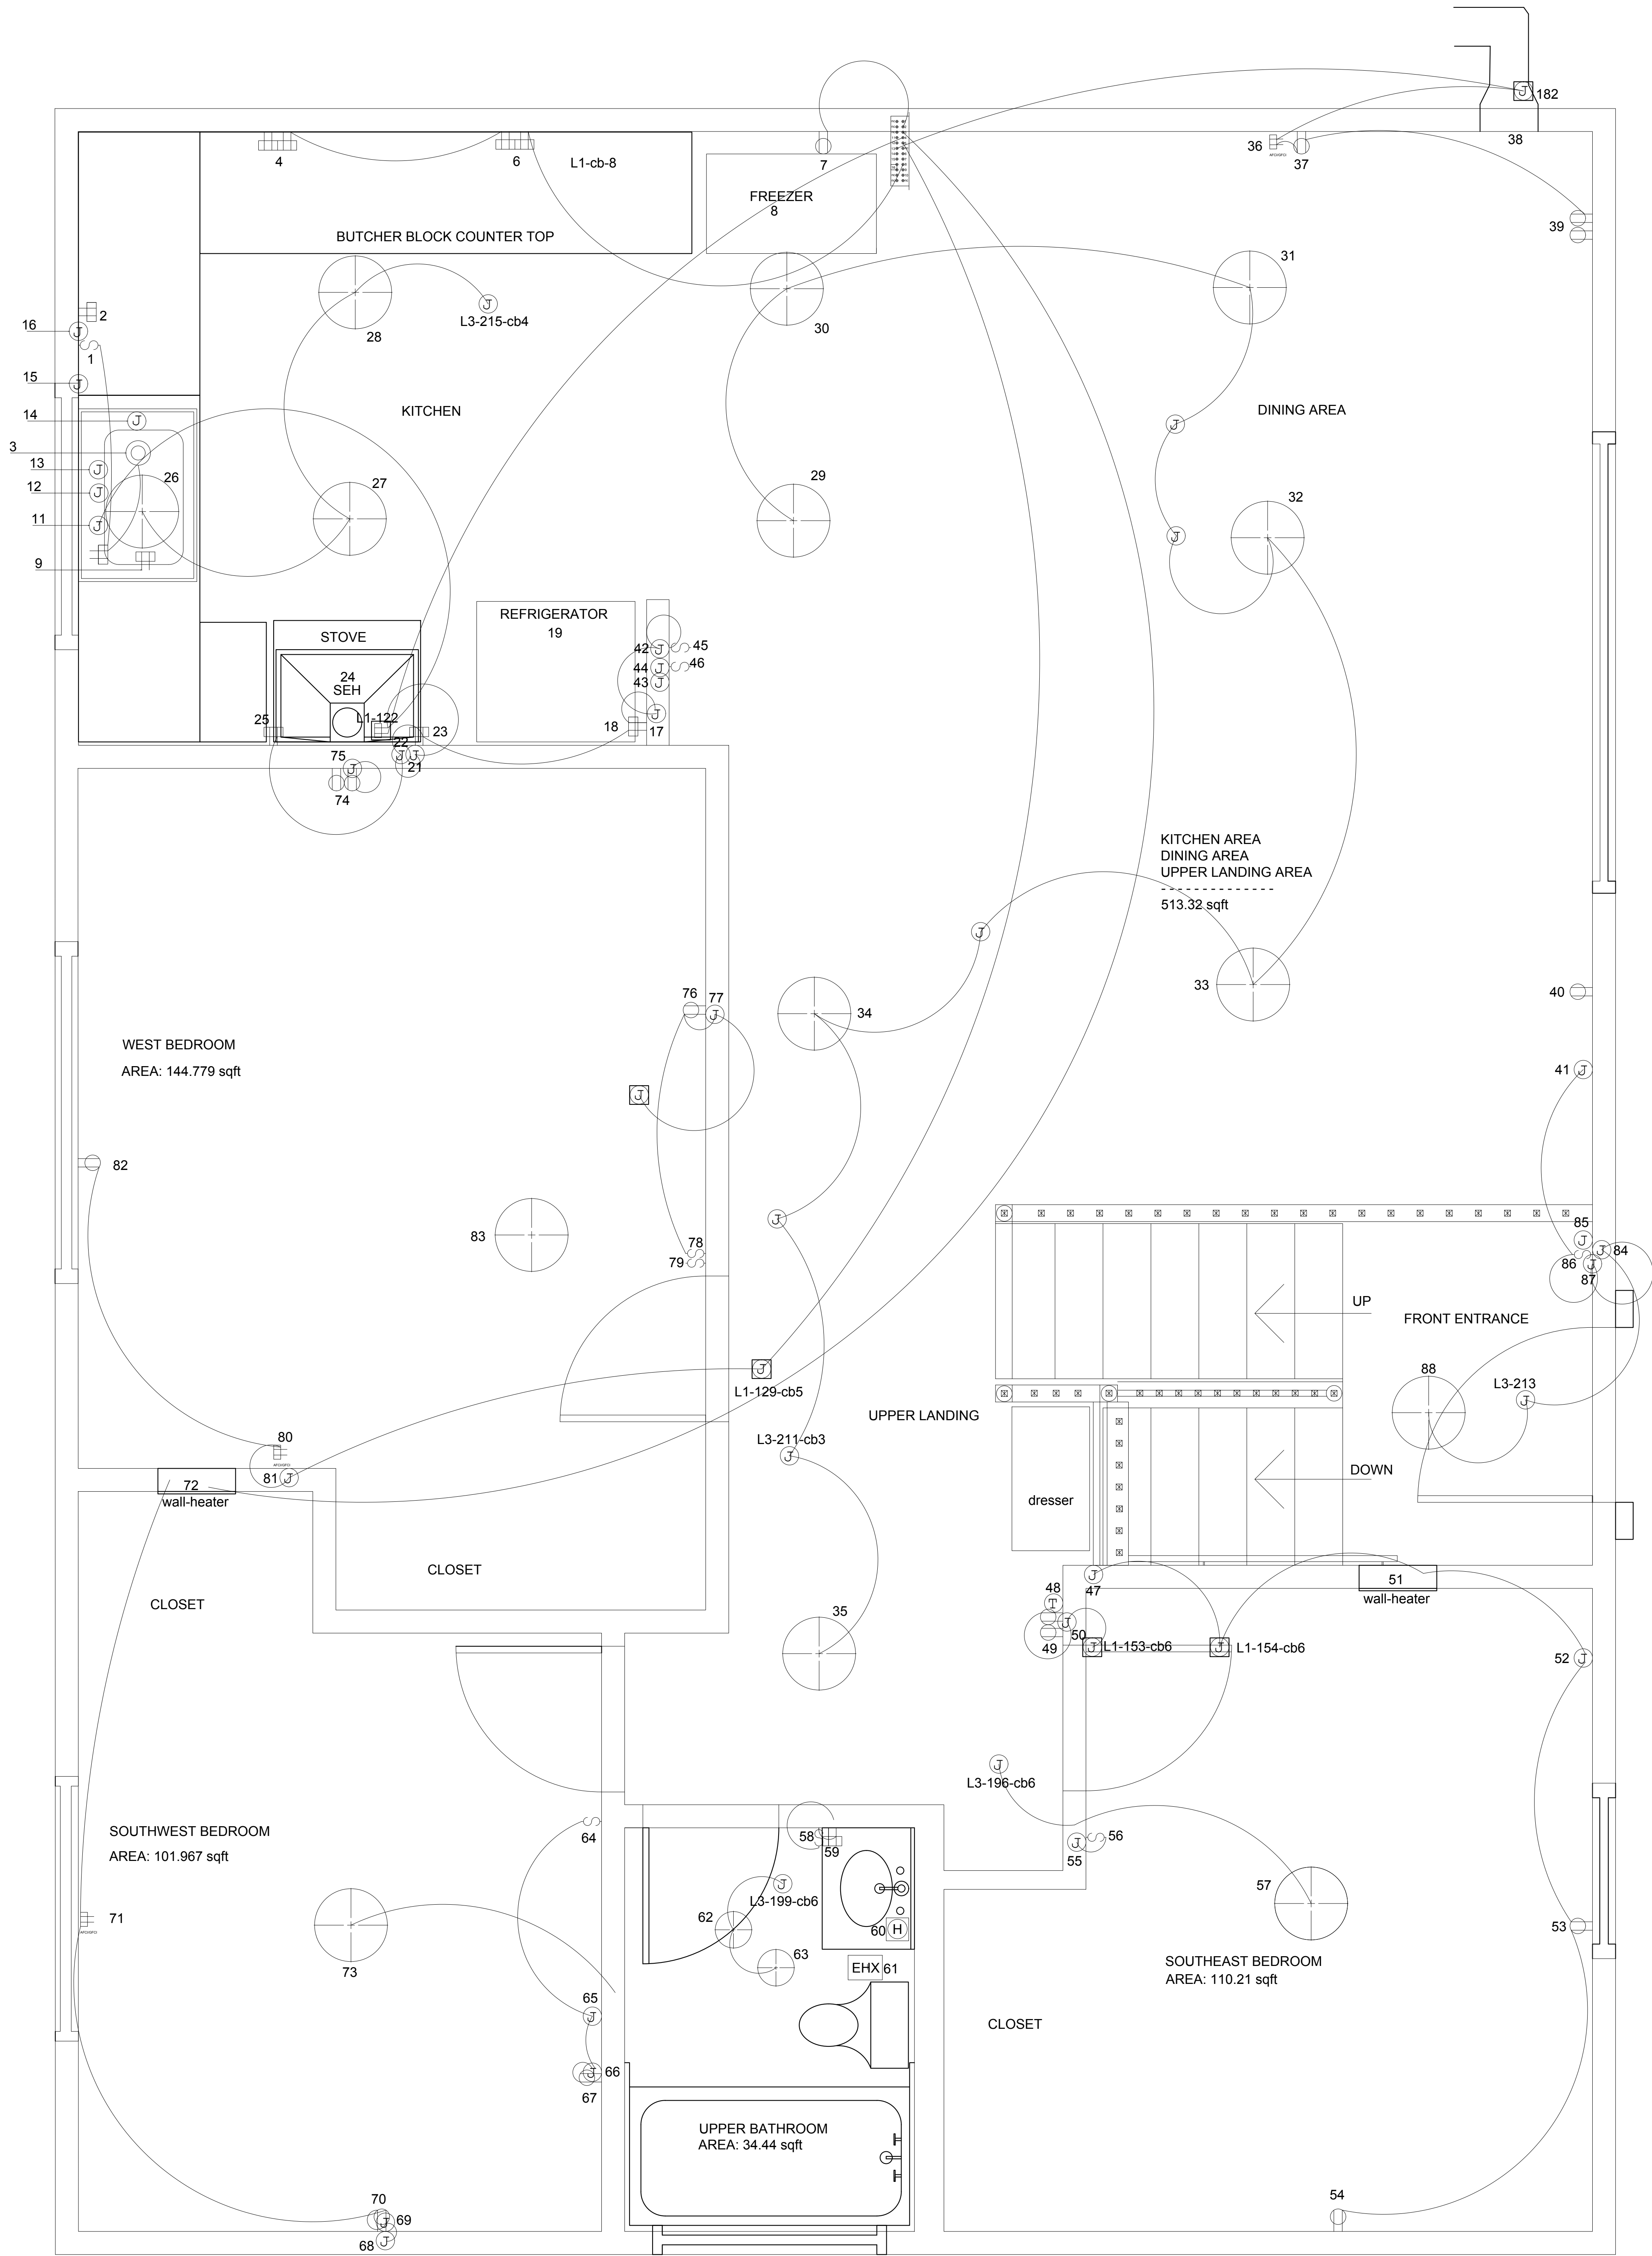 182
36
AFCI/GFCI
37
38
4
6
L1-cb-8
7
FREEZER
8
39
BUTCHER BLOCK COUNTER TOP
31
J
L3-215-cb4
28
30
16
J
2
1
15
J
14
J
KITCHEN
DINING AREA
J
3
13
J
26
12
J
27
29
32
11
J
J
9
REFRIGERATOR
19
STOVE
42
J
45
44
J
46
43
J
24
SEH
L1-122
J
25
23
18
17
22
J
J
21
75
J
74
KITCHEN AREA
DINING AREA
UPPER LANDING AREA
- - - - - - - - - - - - - - - -
513.32 sqft
J
33
40
76
77
J
34
WEST BEDROOM
AREA: 144.779 sqft
41
J
J
82
J
85
J
84
J
86
J
87
83
78
79
UP
FRONT ENTRANCE
J
L1-129-cb5
88
L3-213
J
UPPER LANDING
80
AFCI/GFCI
81
J
L3-211-cb3
J
DOWN
72
wall-heater
dresser
CLOSET
CLOSET
47
J
51
wall-heater
48
T
J
50
49
J
L1-153-cb6
J
L1-154-cb6
52
J
35
J
L3-196-cb6
SOUTHWEST BEDROOM
AREA: 101.967 sqft
64
58
59
J
55
56
J
L3-199-cb6
57
71
AFCI/GFCI
62
60
H
53
73
63
EHX
61
SOUTHEAST BEDROOM
AREA: 110.21 sqft
65
J
CLOSET
J
66
67
UPPER BATHROOM
AREA: 34.44 sqft
70
J
69
68
J
54